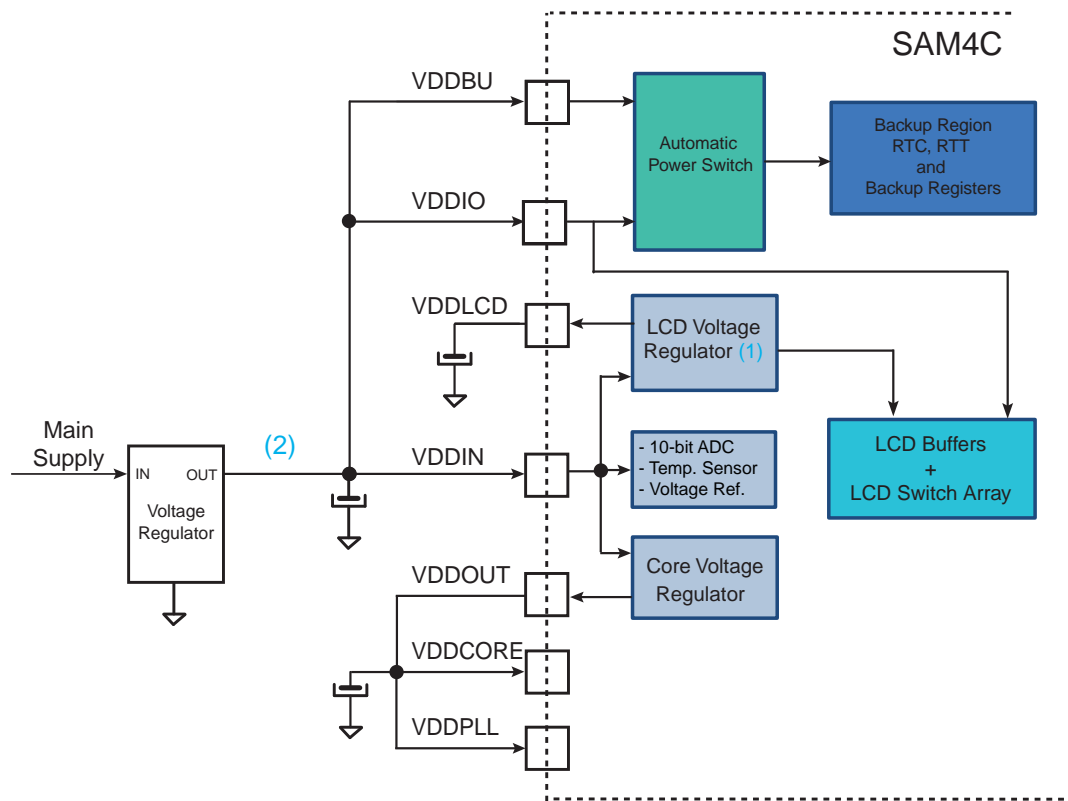 SAM4C
VDDBU
Automatic
Power Switch
Backup Region
RTC, RTT
and
Backup Registers
VDDIO
VDDLCD
LCD Voltage
Regulator (1)
Main
Supply
IN
OUT
Voltage
Regulator
(2)
VDDIN
- 10-bit ADC
- Temp. Sensor
- Voltage Ref.
LCD Buffers
+
LCD Switch Array
VDDOUT
Core Voltage
Regulator
VDDCORE
VDDPLL